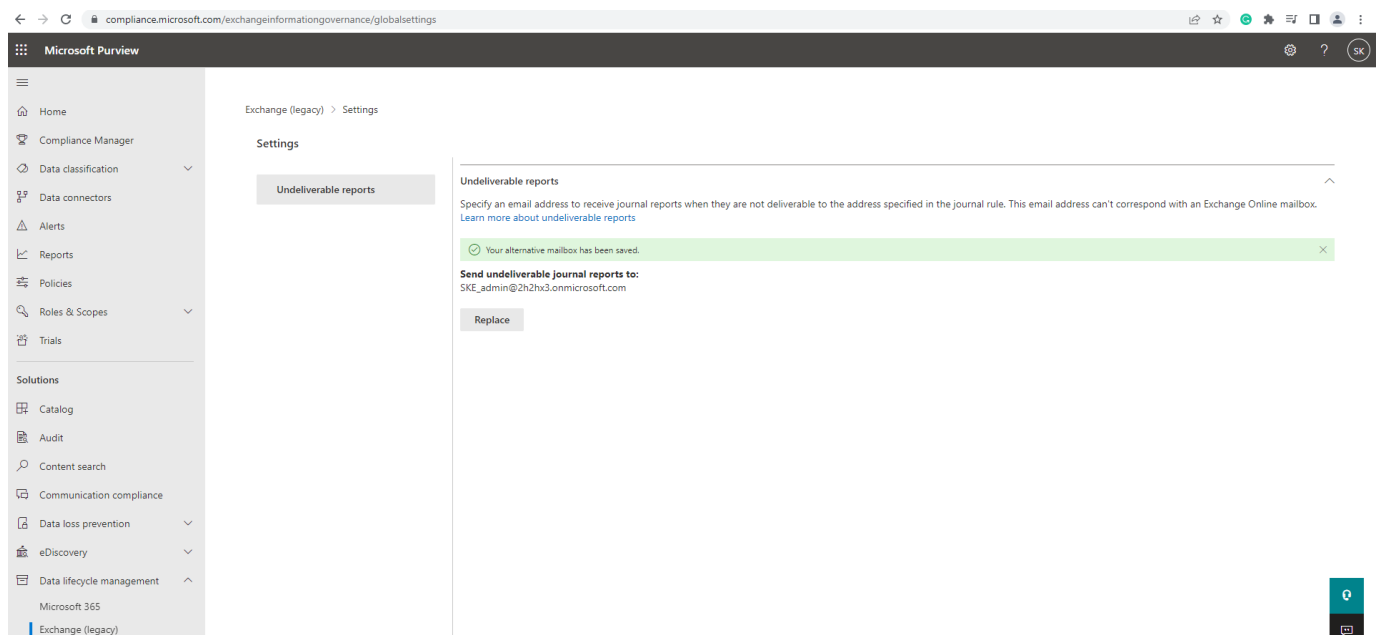 compliance.microsoft.com/exchangeinformationgovernance/globalsettings
Microsoft Purview
?
SK
Home
Compliance Manager
Data classification
Data connectors
Alerts
Reports
Policies
Roles & Scopes
Trials
Solutions
Catalog
Audit
Content search
Communication compliance
Data loss prevention
eDiscovery
Data lifecycle management
Microsoft 365
Exchange (legacy)
Exchange (legacy) > Settings
Settings
Undeliverable reports
Undeliverable reports
Specify an email address to receive journal reports when they are not deliverable to the address specified in the journal rule. This email address can't correspond with an Exchange Online mailbox.
Learn more about undeliverable reports
Your alternative mailbox has been saved.
Send undeliverable journal reports to:
SKE_admin@2h2hx3.onmicrosoft.com
Replace